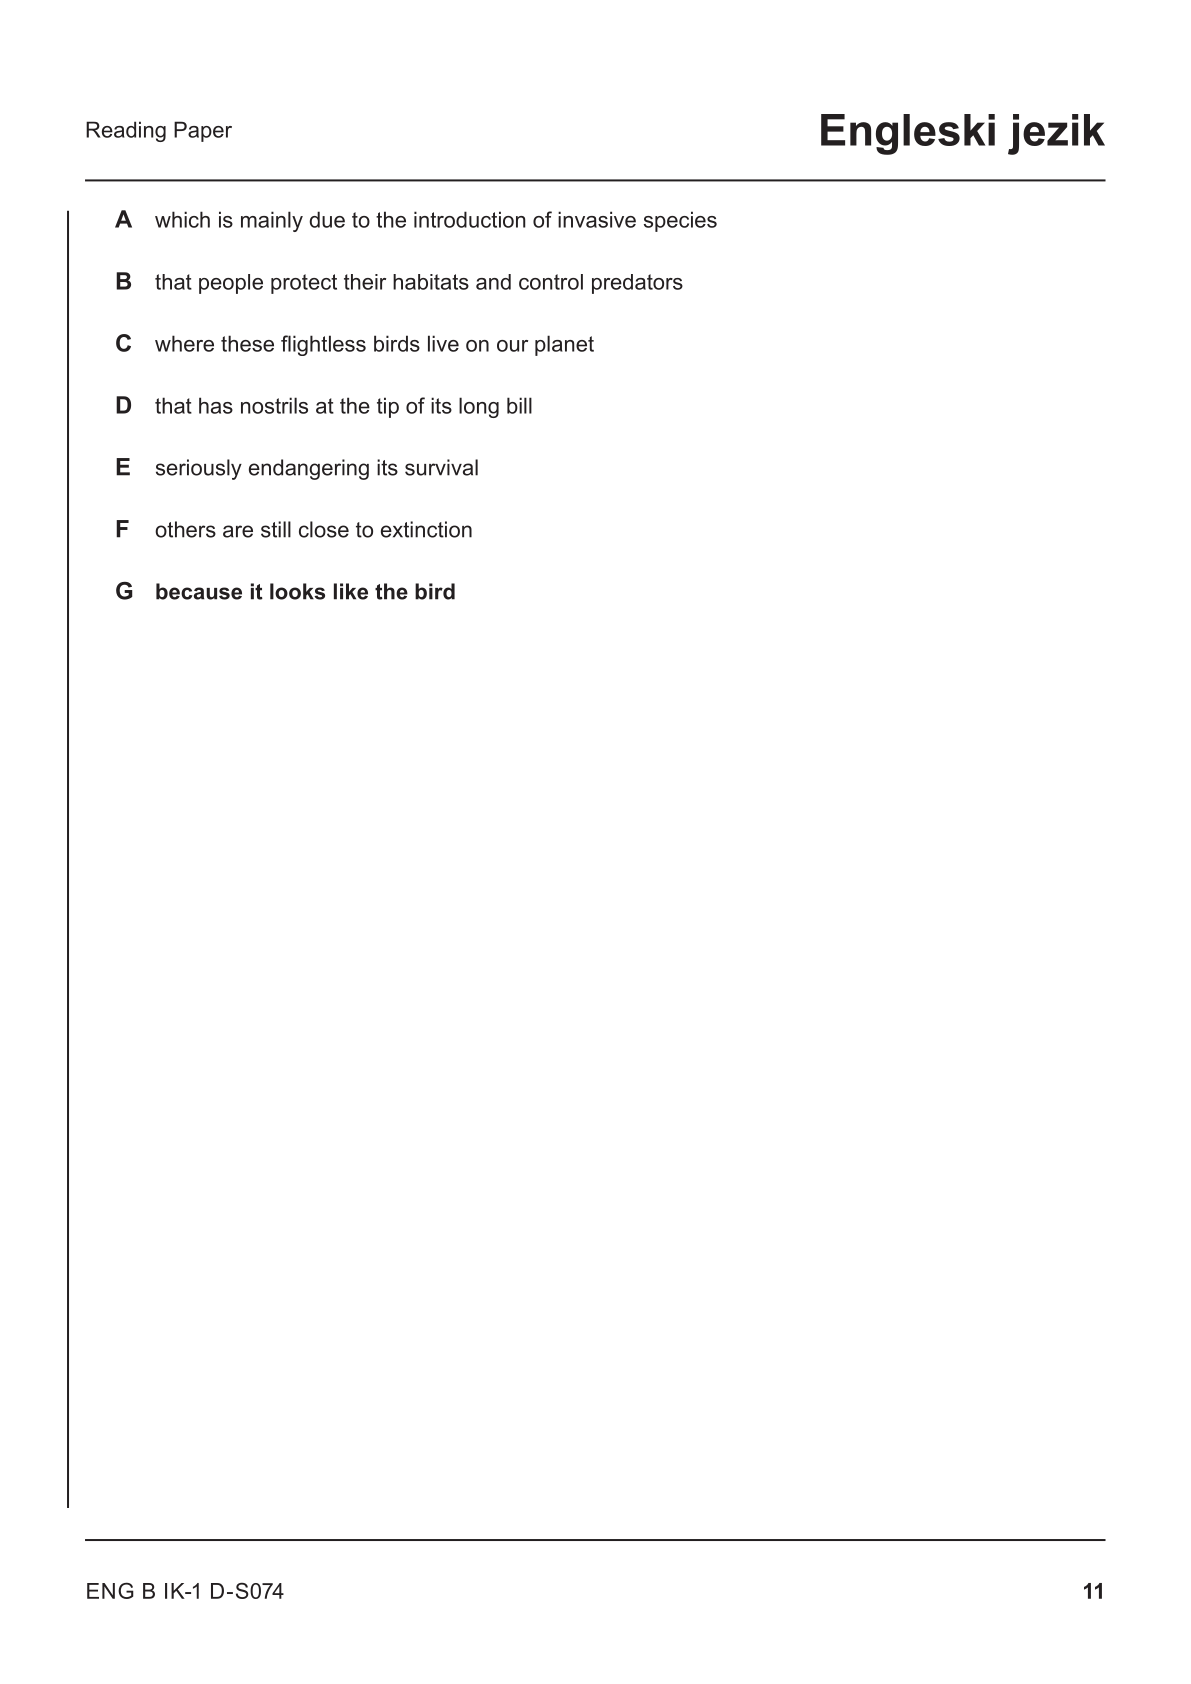 Reading Paper
Engleski jezik
A which is mainly due to the introduction of invasive species
B that people protect their habitats and control predators
C where these flightless birds live on our planet
D that has nostrils at the tip of its long bill
E seriously endangering its survival
F others are still close to extinction
G because it looks like the bird
ENG B IK-1 D-S074
11